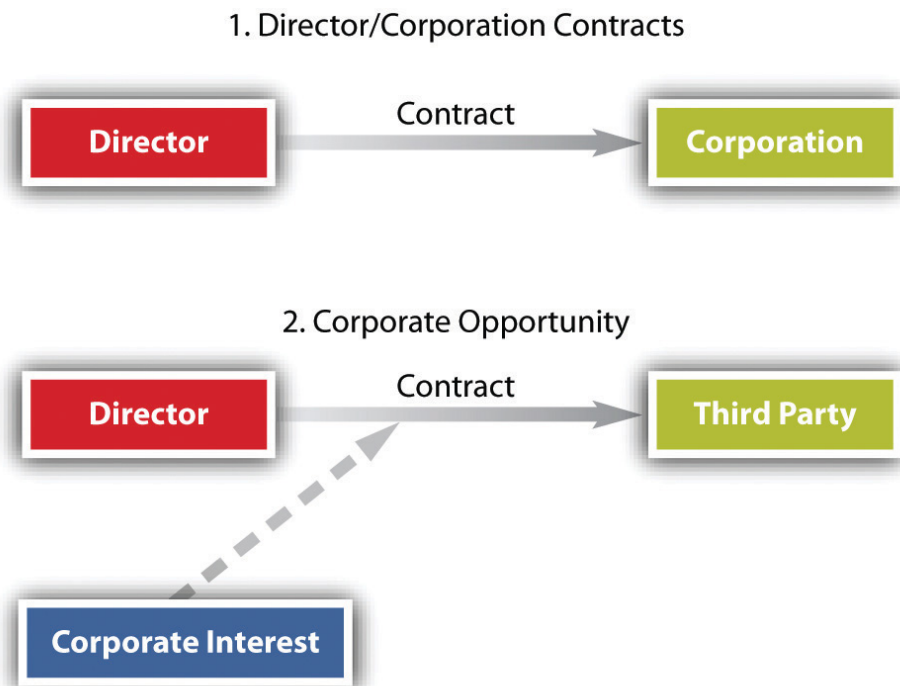 1. Director/Corporation Contracts
Contract
Director
Corporation
2. Corporate Opportunity
Contract
Director
Third Party
Corporate Interest